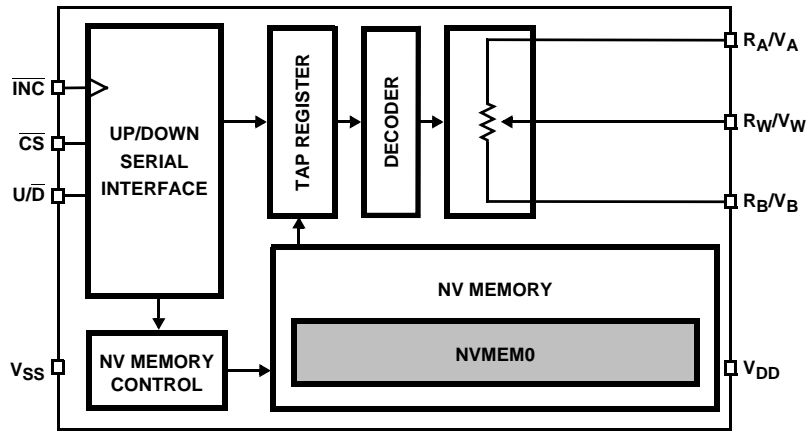 INC
CS
U/D
VSS
UP/DOWN
SERIAL
INTERFACE
TAP REGISTER
DECODER
RA/VA
RW/VW
RB/VB
NV MEMORY
CONTROL
NV MEMORY
NVMEM0
VDD